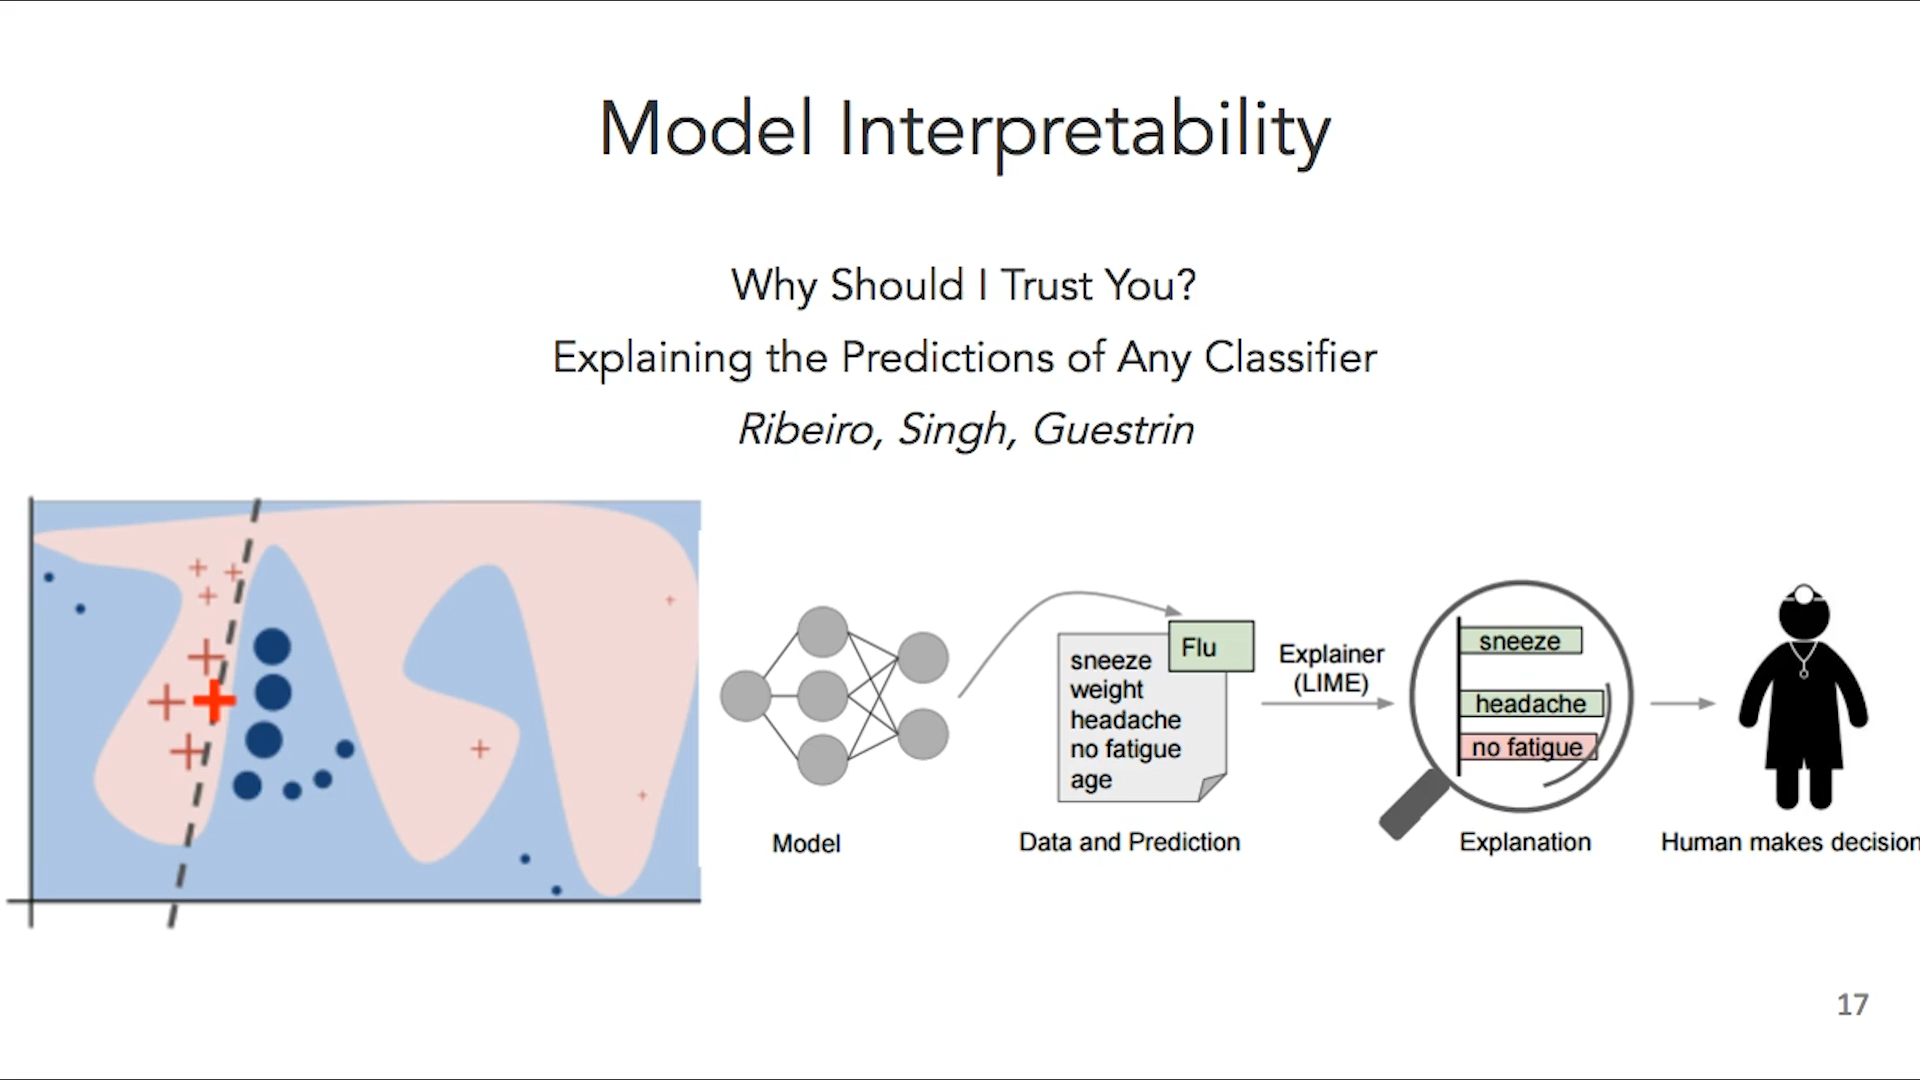 Model Interpretability
Why Should I Trust You?
Explaining the Predictions of Any Classifier
Ribeiro, Singh, Guestrin
Model
sneeze
weight
headache
no fatigue
age
Flu
Data and Prediction
Explainer
(LIME)
sneeze
headache
no fatigue
Explanation
Human makes decision
17